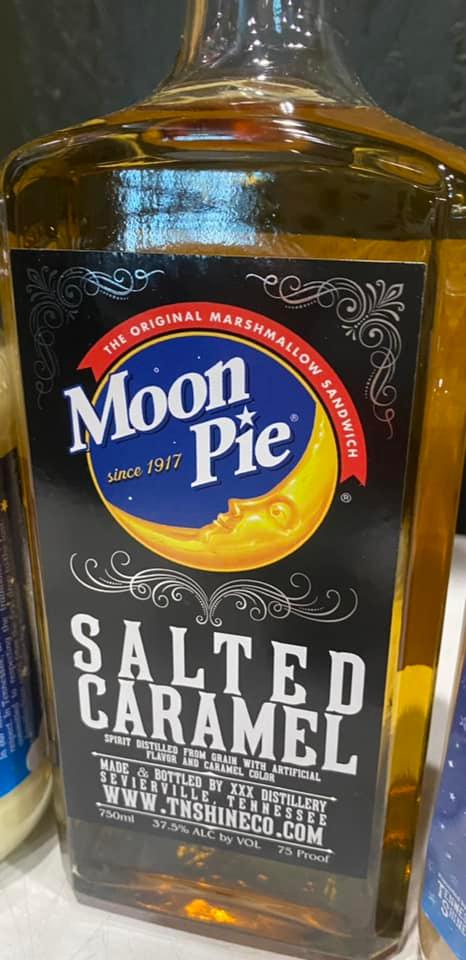 THE ORIGINAL MARSHMALLOW SANDWICH
Moon
Pie®
since 1917
®
SALTED
CARAMEL
SPIRIT DISTILLED FROM GRAIN WITH ARTIFICIAL
FLAVOR AND CARAMEL COLOR
MADE & BOTTLED BY XXX DISTILLERY
SEVIERVILLE, TENNESSEE
WWW.TNSHINECO.COM
750ml 37.5% ALC by VOL 75 Proof
TENNESSEE
SHINE